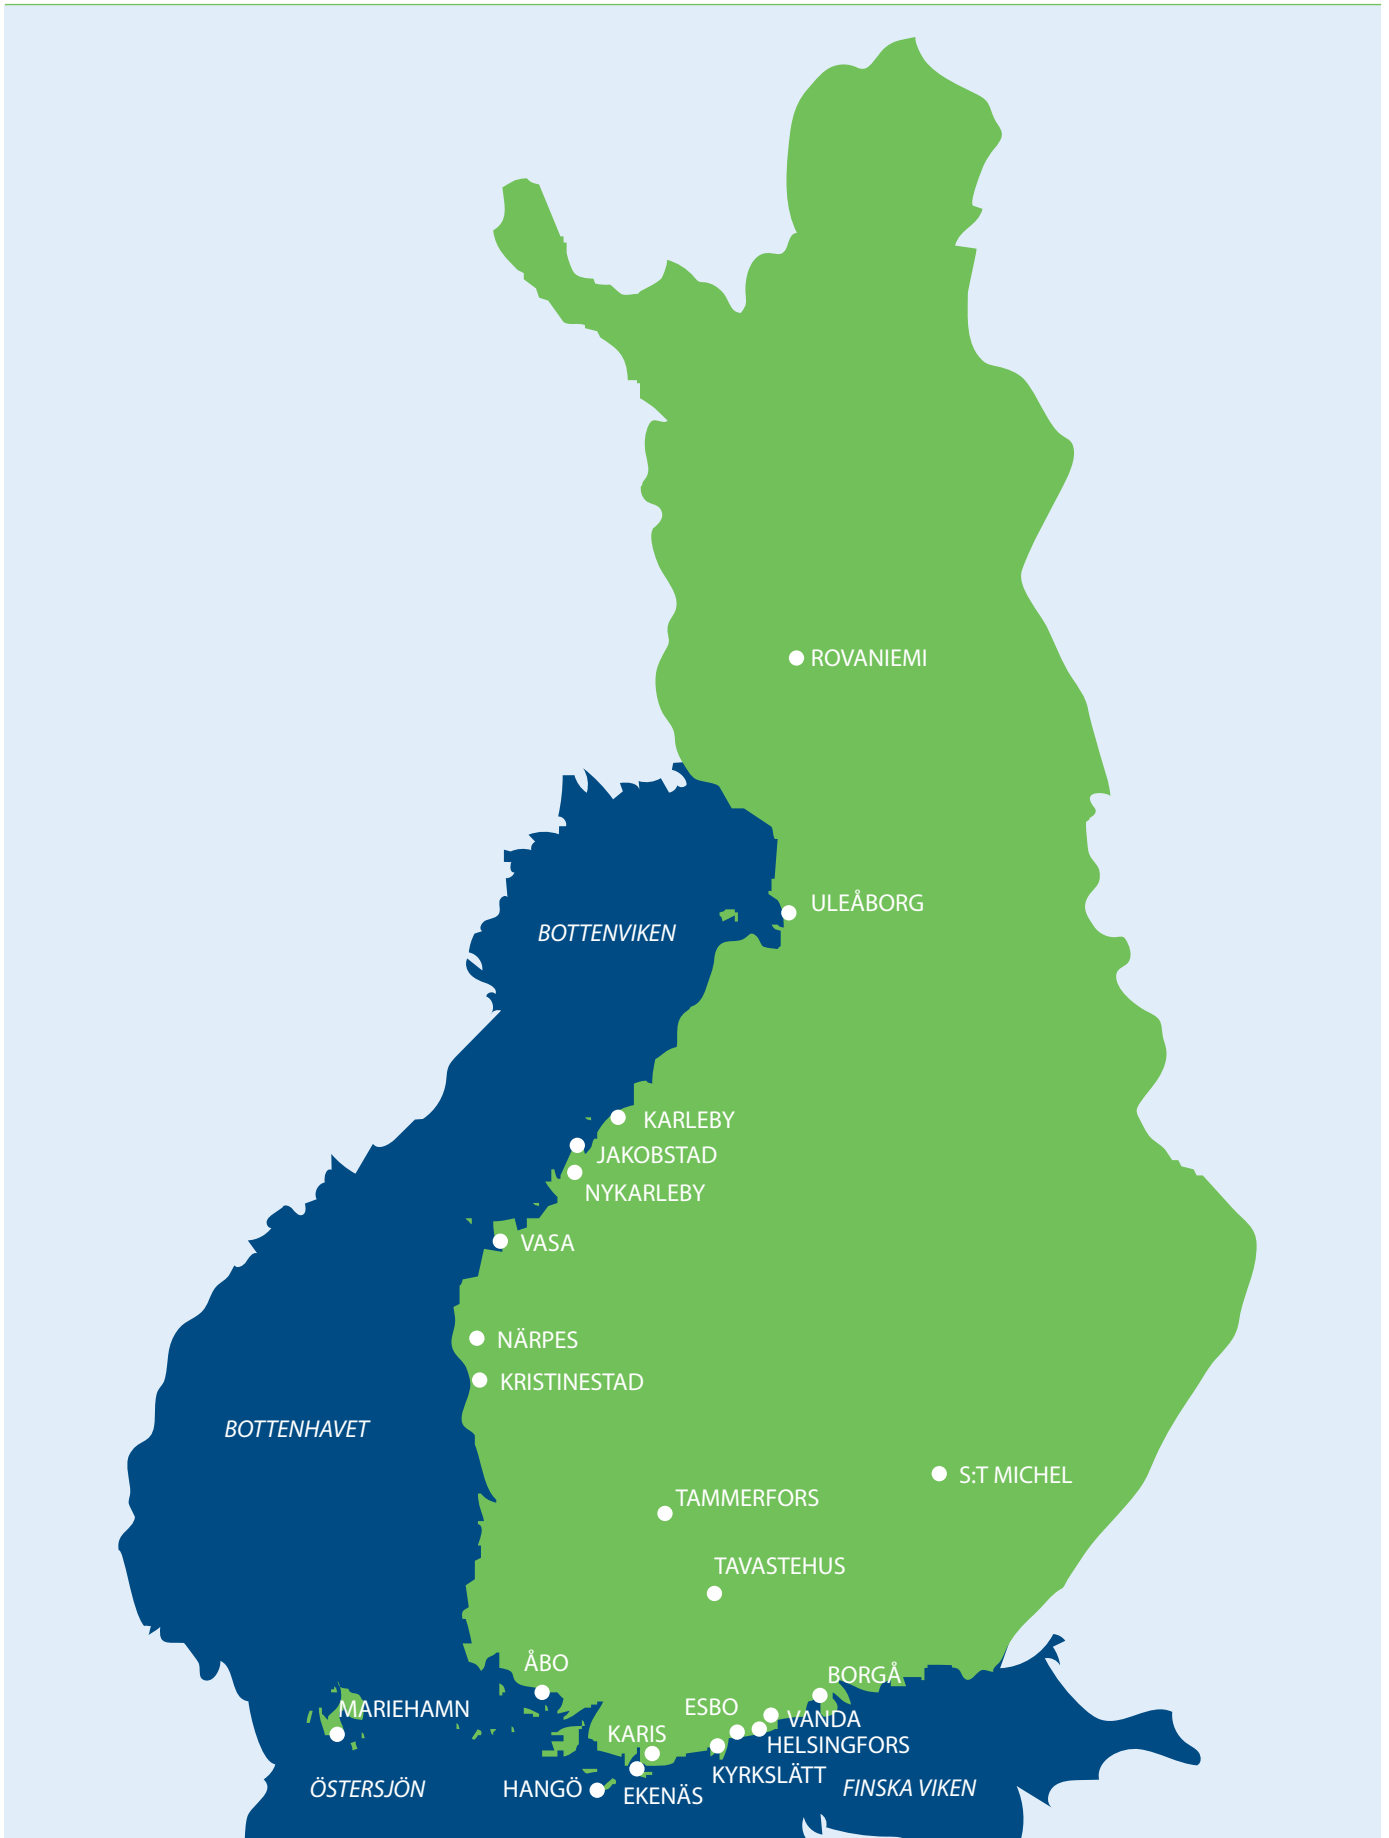 ROVANIEMI
ULEÅBORG
BOTTENVIKEN
KARLEBY
JAKOBSTAD
NYKARLEBY
VASA
NÄRPES
KRISTINESTAD
BOTTENHAVET
S:T MICHEL
TAMMERFORS
TAVASTEHUS
ÅBO
BORGÅ
MARIEHAMN
ESBO
VANDA
KARIS
HELSINGFORS
KYRKSLÄTT
ÖSTERSJÖN
HANGÖ
EKENÄS
FINSKA VIKEN